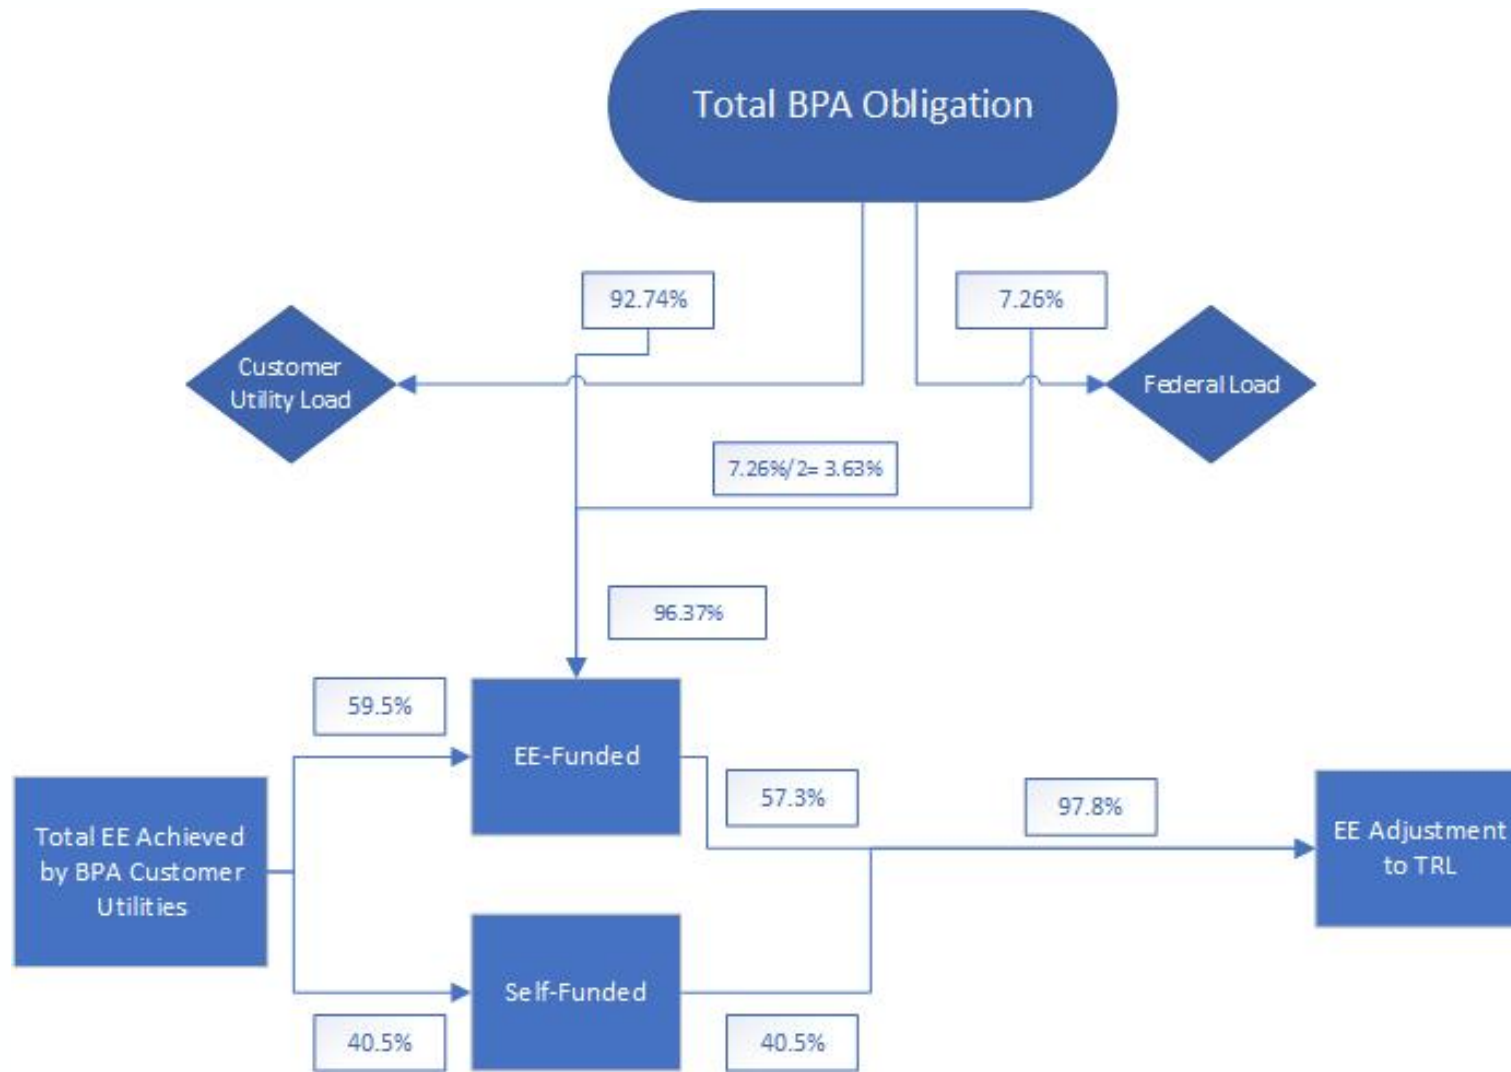 Total BPA Obligation
92.74%
7.26%
Customer
Utility Load
Federal Load
7.26%/2= 3.63%
96.37%
59.5%
EE-Funded
57.3%
97.8%
Total EE Achieved
by BPA Customer
Utilities
EE Adjustment
to TRL
Self-Funded
40.5%
40.5%